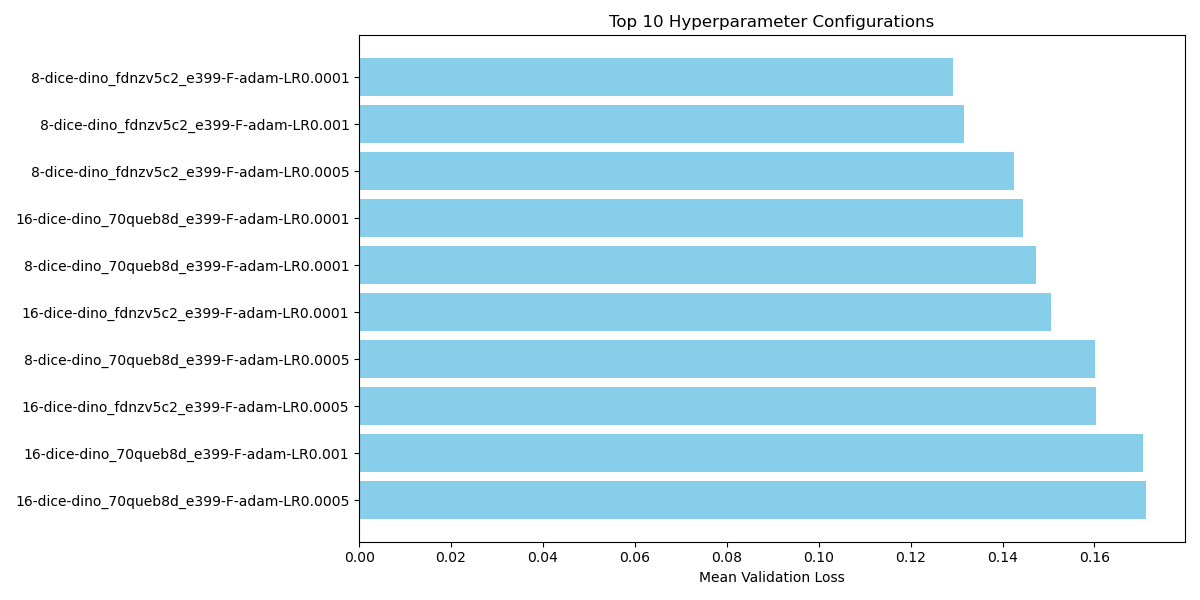 Top 10 Hyperparameter Configurations
8-dice-dino_fdnzv5c2_e399-F-adam-LR0.0001
8-dice-dino_fdnzv5c2_e399-F-adam-LR0.001
8-dice-dino_fdnzv5c2_e399-F-adam-LR0.0005
16-dice-dino_70queb8d_e399-F-adam-LR0.0001
8-dice-dino_70queb8d_e399-F-adam-LR0.0001
16-dice-dino_fdnzv5c2_e399-F-adam-LR0.0001
8-dice-dino_70queb8d_e399-F-adam-LR0.0005
16-dice-dino_fdnzv5c2_e399-F-adam-LR0.0005
16-dice-dino_70queb8d_e399-F-adam-LR0.001
16-dice-dino_70queb8d_e399-F-adam-LR0.0005
0.00 0.02 0.04 0.06 0.08 0.10 0.12 0.14 0.16
Mean Validation Loss